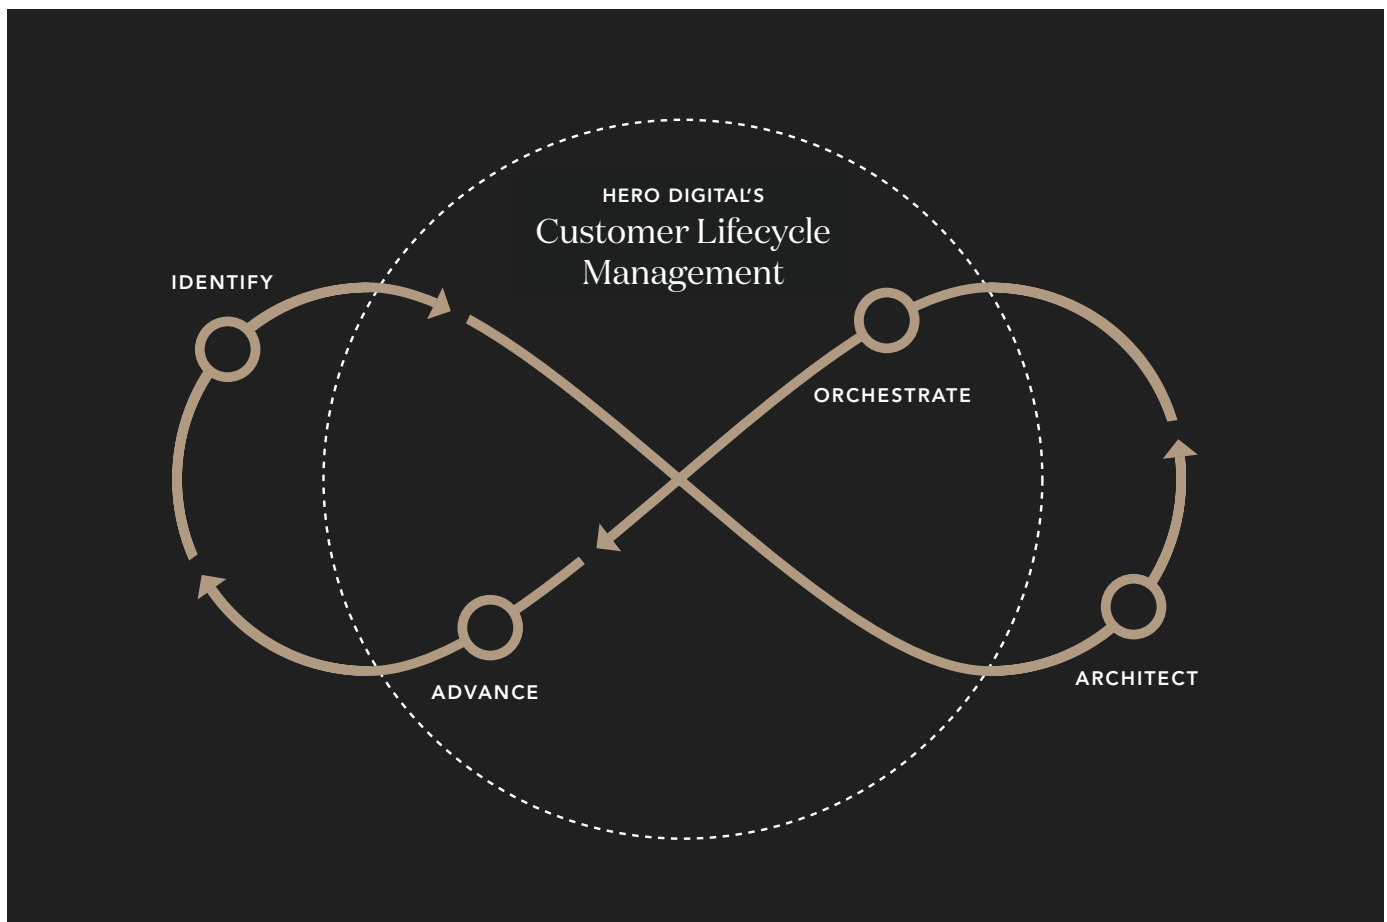 HERO DIGITAL’S
Customer Lifecycle
Management
IDENTIFY
ORCHESTRATE
ARCHITECT
ADVANCE